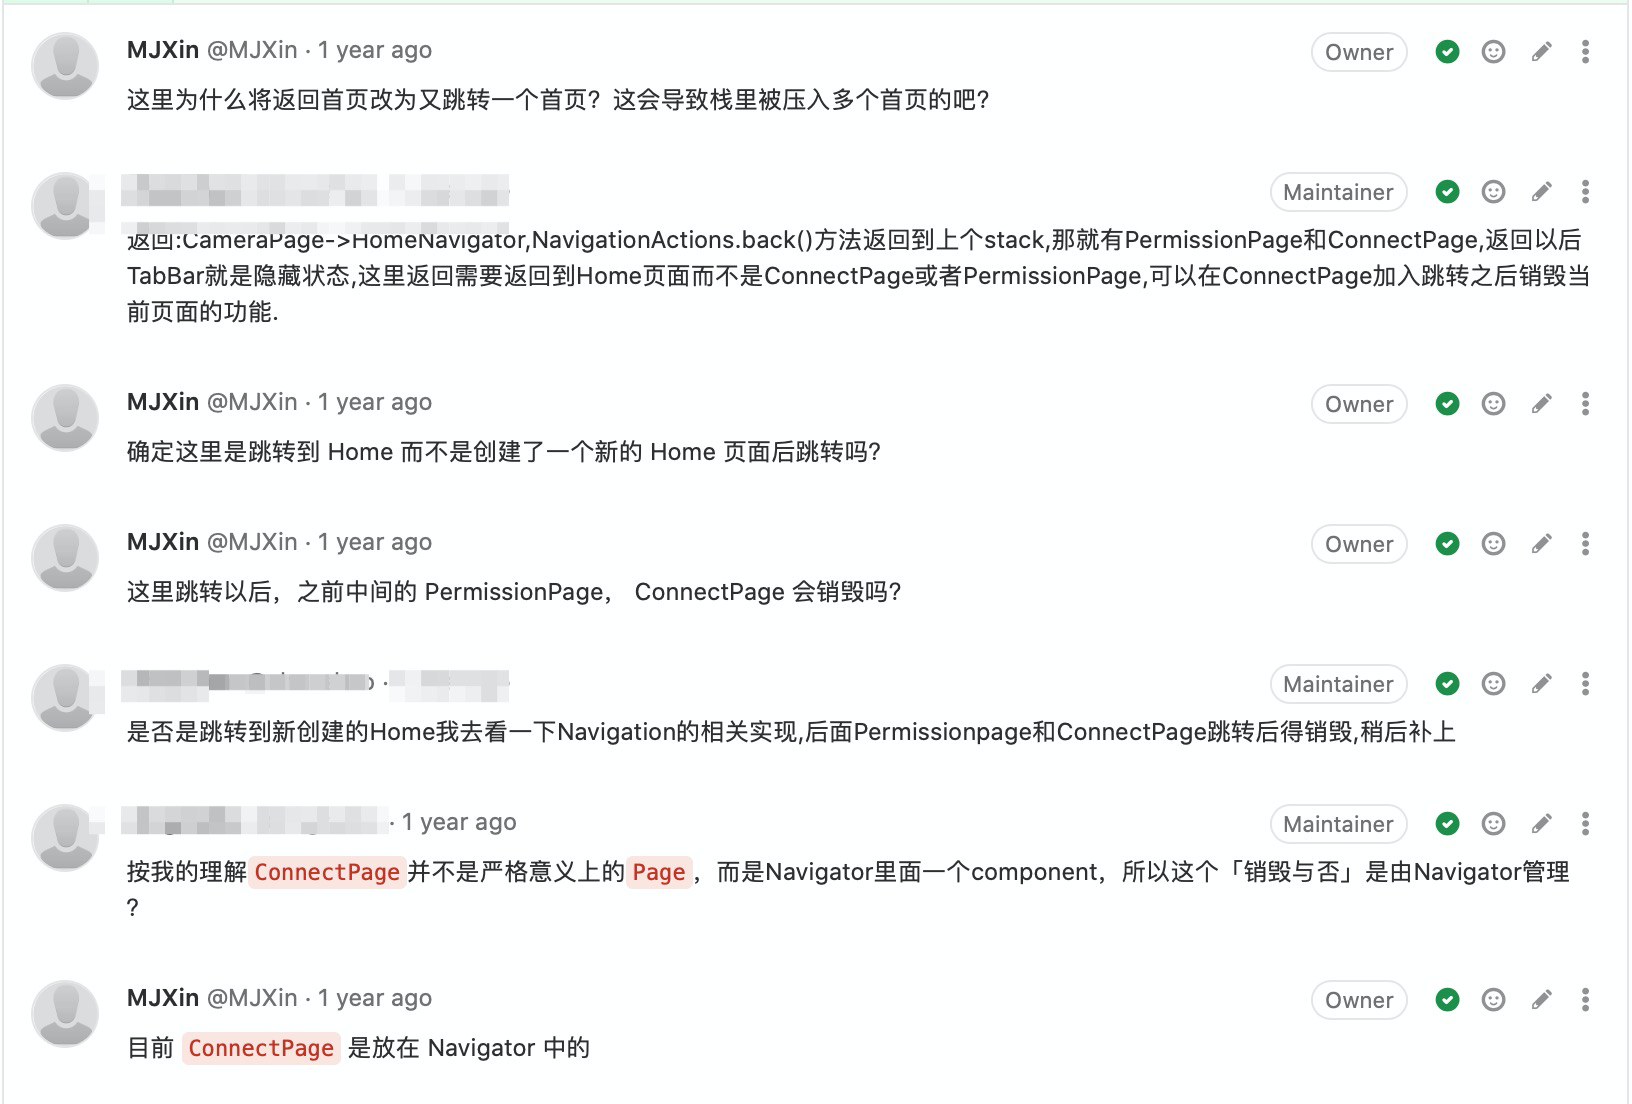 MJXin @MJXin · 1 year ago
Owner
这里为什么将返回首页改为又跳转一个首页？这会导致栈里被压入多个首页的吧？
Maintainer
返回:CameraPage->HomeNavigator,NavigationActions.back()方法返回到上个stack,那就有PermissionPage和ConnectPage,返回以后
TabBar就是隐藏状态,这里返回需要返回到Home页面而不是ConnectPage或者PermissionPage,可以在ConnectPage加入跳转之后销毁当
前页面的功能.
MJXin @MJXin · 1 year ago
Owner
确定这里是跳转到 Home 而不是创建了一个新的 Home 页面后跳转吗？
MJXin @MJXin · 1 year ago
Owner
这里跳转以后，之前中间的 PermissionPage， ConnectPage 会销毁吗？
Maintainer
是否是跳转到新创建的Home我去看一下Navigation的相关实现,后面Permissionpage和ConnectPage跳转后得销毁,稍后补上
· 1 year ago
Maintainer
按我的理解ConnectPage并不是严格意义上的Page，而是Navigator里面一个component，所以这个「销毁与否」是由Navigator管理
？
MJXin @MJXin · 1 year ago
Owner
目前 ConnectPage 是放在 Navigator 中的